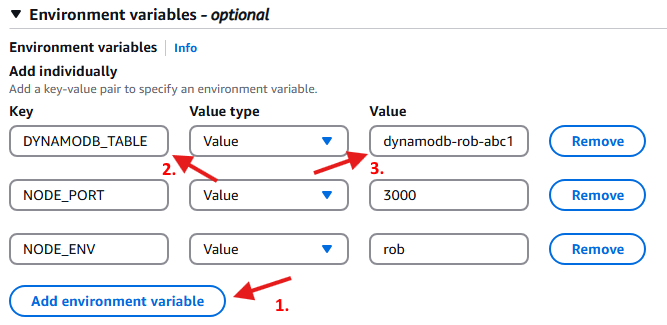 ▼ Environment variables - optional
Environment variables | Info
Add individually
Add a key-value pair to specify an environment variable.
Key Value type Value
DYNAMODB_TABLE Value dynamodb-rob-abc1 Remove
2. 3.
NODE_PORT Value 3000 Remove
NODE_ENV Value rob Remove
Add environment variable 1.